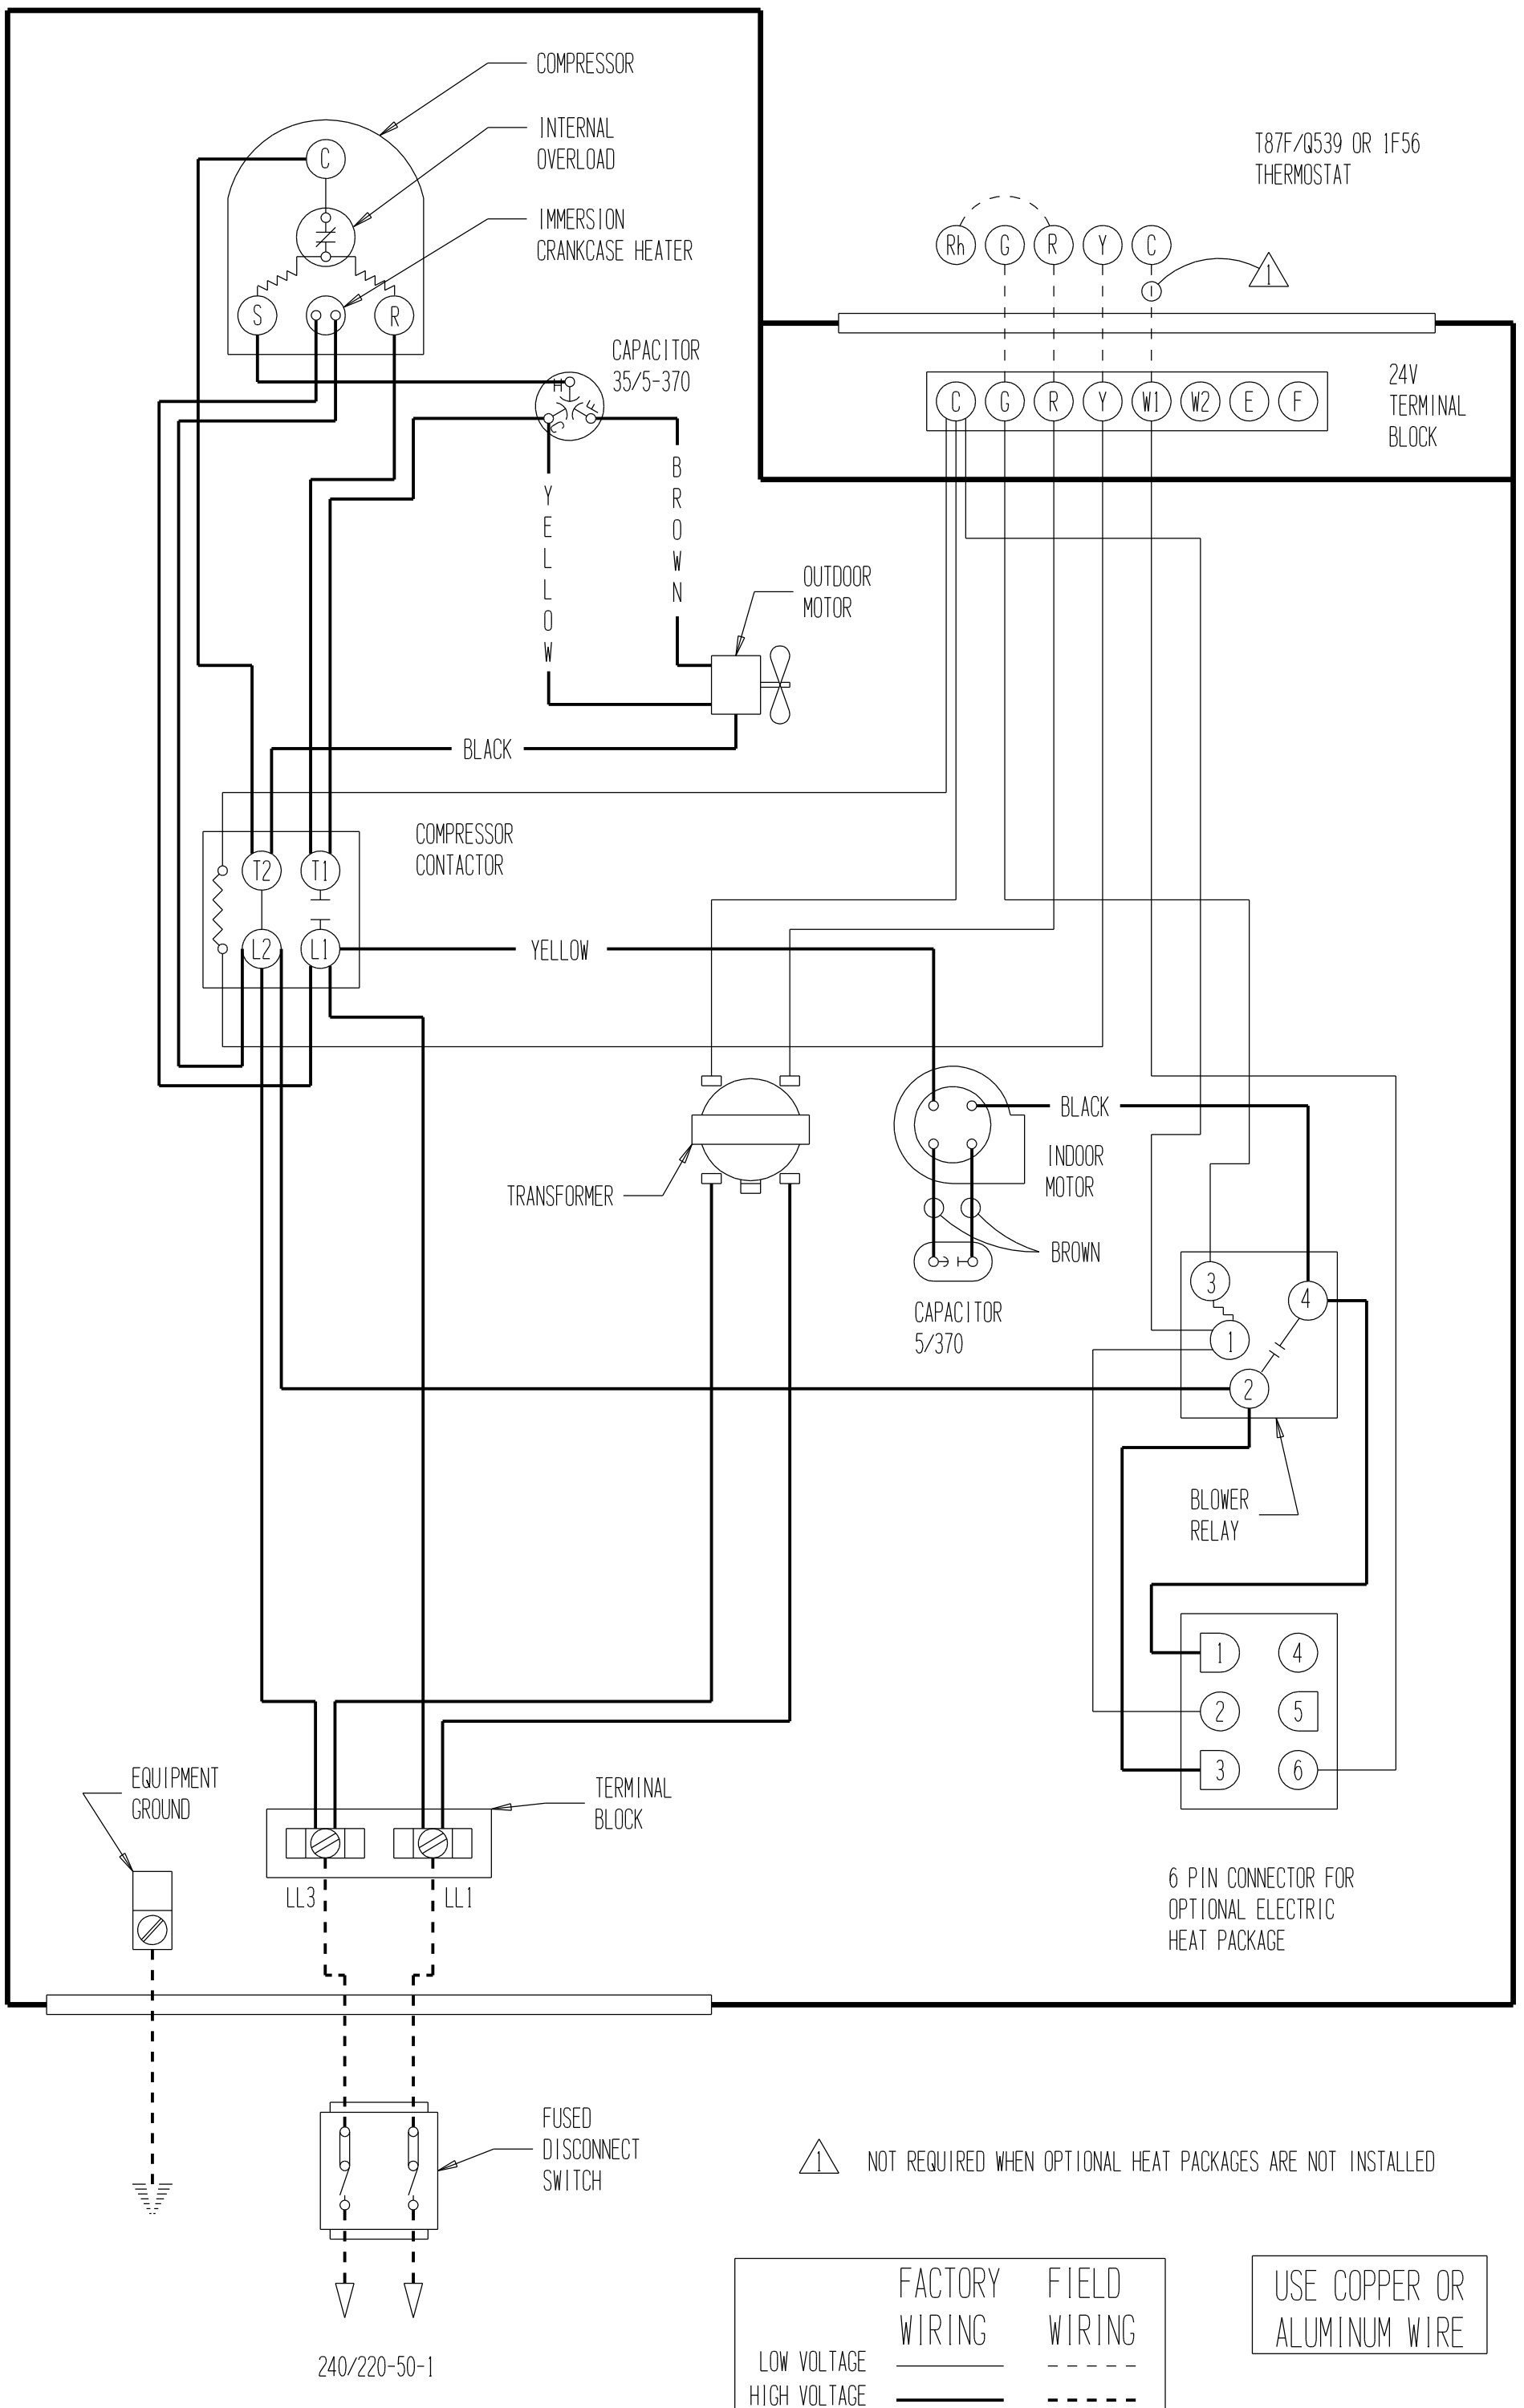 COMPRESSOR
INTERNAL
OVERLOAD
IMMERSION
CRANKCASE HEATER
C
S
R
CAPACITOR
35/5-370
H
C
F
T87F/Q539 OR 1F56
THERMOSTAT
Rh
G
R
Y
C
1
C
G
R
Y
W1
W2
E
F
24V
TERMINAL
BLOCK
YELLOW
BROWN
OUTDOOR
MOTOR
BLACK
COMPRESSOR
CONTACTOR
T2
T1
L2
L1
YELLOW
BLACK
INDOOR
MOTOR
TRANSFORMER
BROWN
CAPACITOR
5/370
3
4
1
2
BLOWER
RELAY
1
4
2
5
3
6
EQUIPMENT
GROUND
TERMINAL
BLOCK
LL3
LL1
6 PIN CONNECTOR FOR
OPTIONAL ELECTRIC
HEAT PACKAGE
FUSED
DISCONNECT
SWITCH
1
NOT REQUIRED WHEN OPTIONAL HEAT PACKAGES ARE NOT INSTALLED
240/220-50-1
FACTORY
WIRING
FIELD
WIRING
LOW VOLTAGE
HIGH VOLTAGE
USE COPPER OR
ALUMINUM WIRE